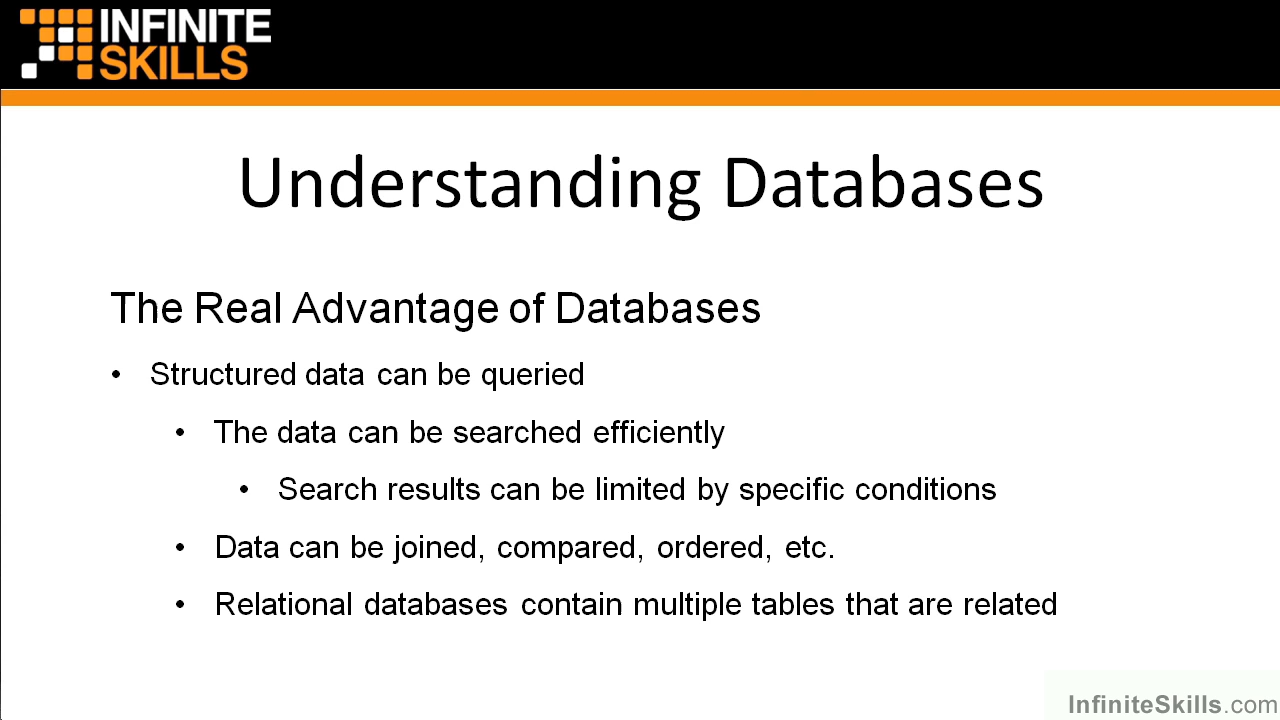 INFINITE
SKILLS
Understanding Databases
The Real Advantage of Databases
• Structured data can be queried
• The data can be searched efficiently
• Search results can be limited by specific conditions
• Data can be joined, compared, ordered, etc.
• Relational databases contain multiple tables that are related
InfiniteSkills.com